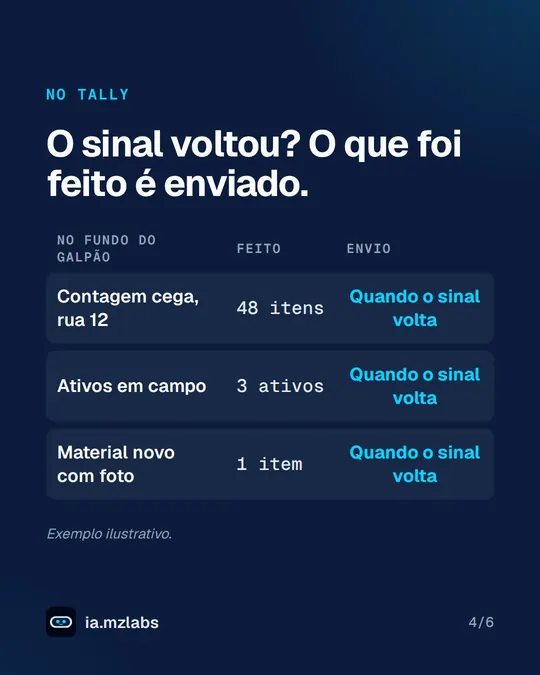 NO TALLY
O sinal voltou? O que foi
feito é enviado.
NO FUNDO DO
GALPÃO
FEITO
ENVIO
Contagem cega,
rua 12
48 itens
Quando o sinal
volta
Ativos em campo
3 ativos
Quando o sinal
volta
Material novo
com foto
1 item
Quando o sinal
volta
Exemplo ilustrativo.
ia.mzlabs
4/6